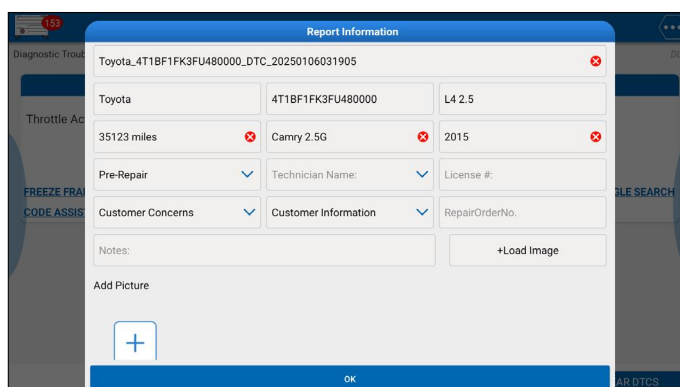 153
Report Information
Diagnostic Troub
Toyota_4T1BF1FK3FU480000_DTC_20250106031905
Toyota 4T1BF1FK3FU480000 L4 2.5
Throttle Ac
35123 miles Camry 2.5G 2015
Pre-Repair Technician Name: License #:
FREEZE FRA GLE SEARCH
CODE ASSIS Customer Concerns Customer Information RepairOrderNo.
Notes: +Load Image
Add Picture
OK
AR DTCS